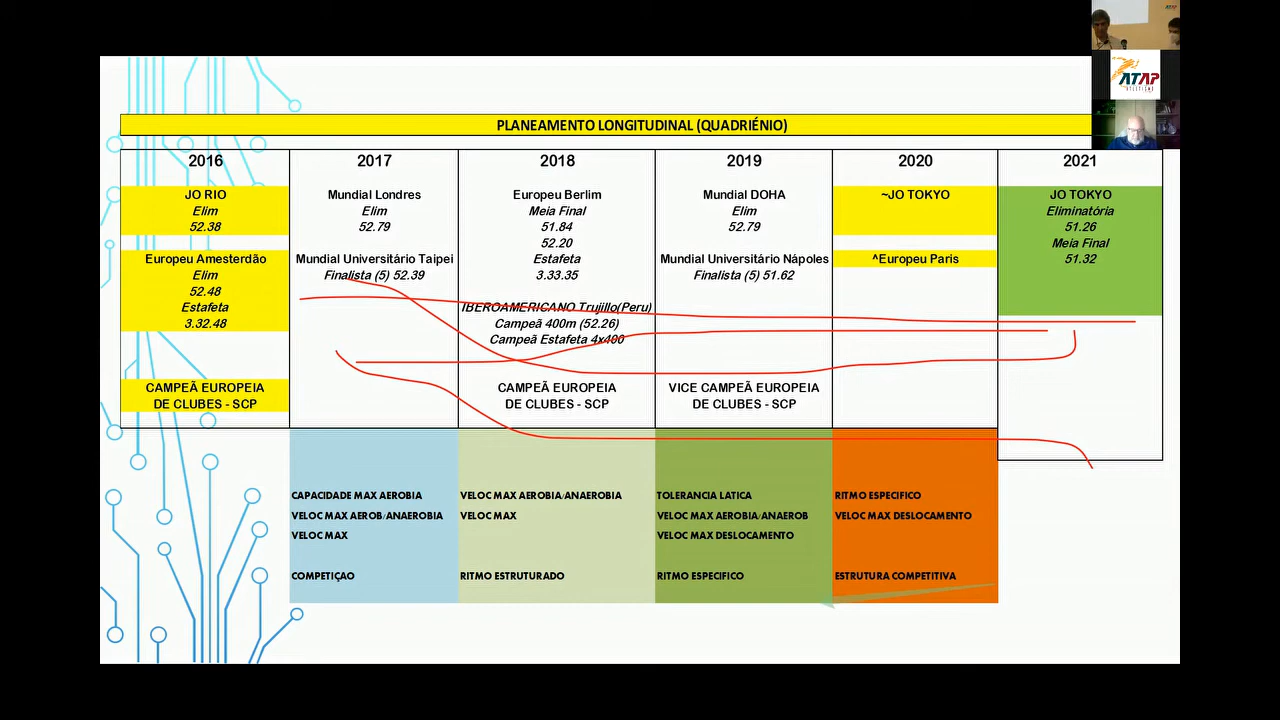 ATAP
PLANEAMENTO LONGITUDINAL (QUADRIÉNIO)
2016
JO RIO
Elim
52.38
Europeu Amesterdão
Elim
52.48
Estafeta
3.32.48
CAMPEÃ EUROPEIA
DE CLUBES - SCP
2017
Mundial Londres
Elim
52.79
Mundial Universitário Taipei
Finalista (5) 52.39
2018
Europeu Berlim
Meia Final
51.84
52.20
Estafeta
3.33.35
IBEROAMERICANO Trujillo(Peru)
Campeã 400m (52.26)
Campeã Estafeta 4x400
CAMPEÃ EUROPEIA
DE CLUBES - SCP
2019
Mundial DOHA
Elim
52.79
Mundial Universitário Nápoles
Finalista (5) 51.62
VICE CAMPEÃ EUROPEIA
DE CLUBES - SCP
2020
~JO TOKYO
^Europeu Paris
2021
JO TOKYO
Eliminatória
51.26
Meia Final
51.32
CAPACIDADE MAX AEROBIA
VELOC MAX AEROB/ANAEROBIA
VELOC MAX
COMPETIÇAO
VELOC MAX AEROBIA/ANAEROBIA
VELOC MAX
RITMO ESTRUTURADO
TOLERANCIA LATICA
VELOC MAX AEROBIA/ANAEROB
VELOC MAX DESLOCAMENTO
RITMO ESPECIFICO
RITMO ESPECIFICO
VELOC MAX DESLOCAMENTO
ESTRUTURA COMPETITIVA